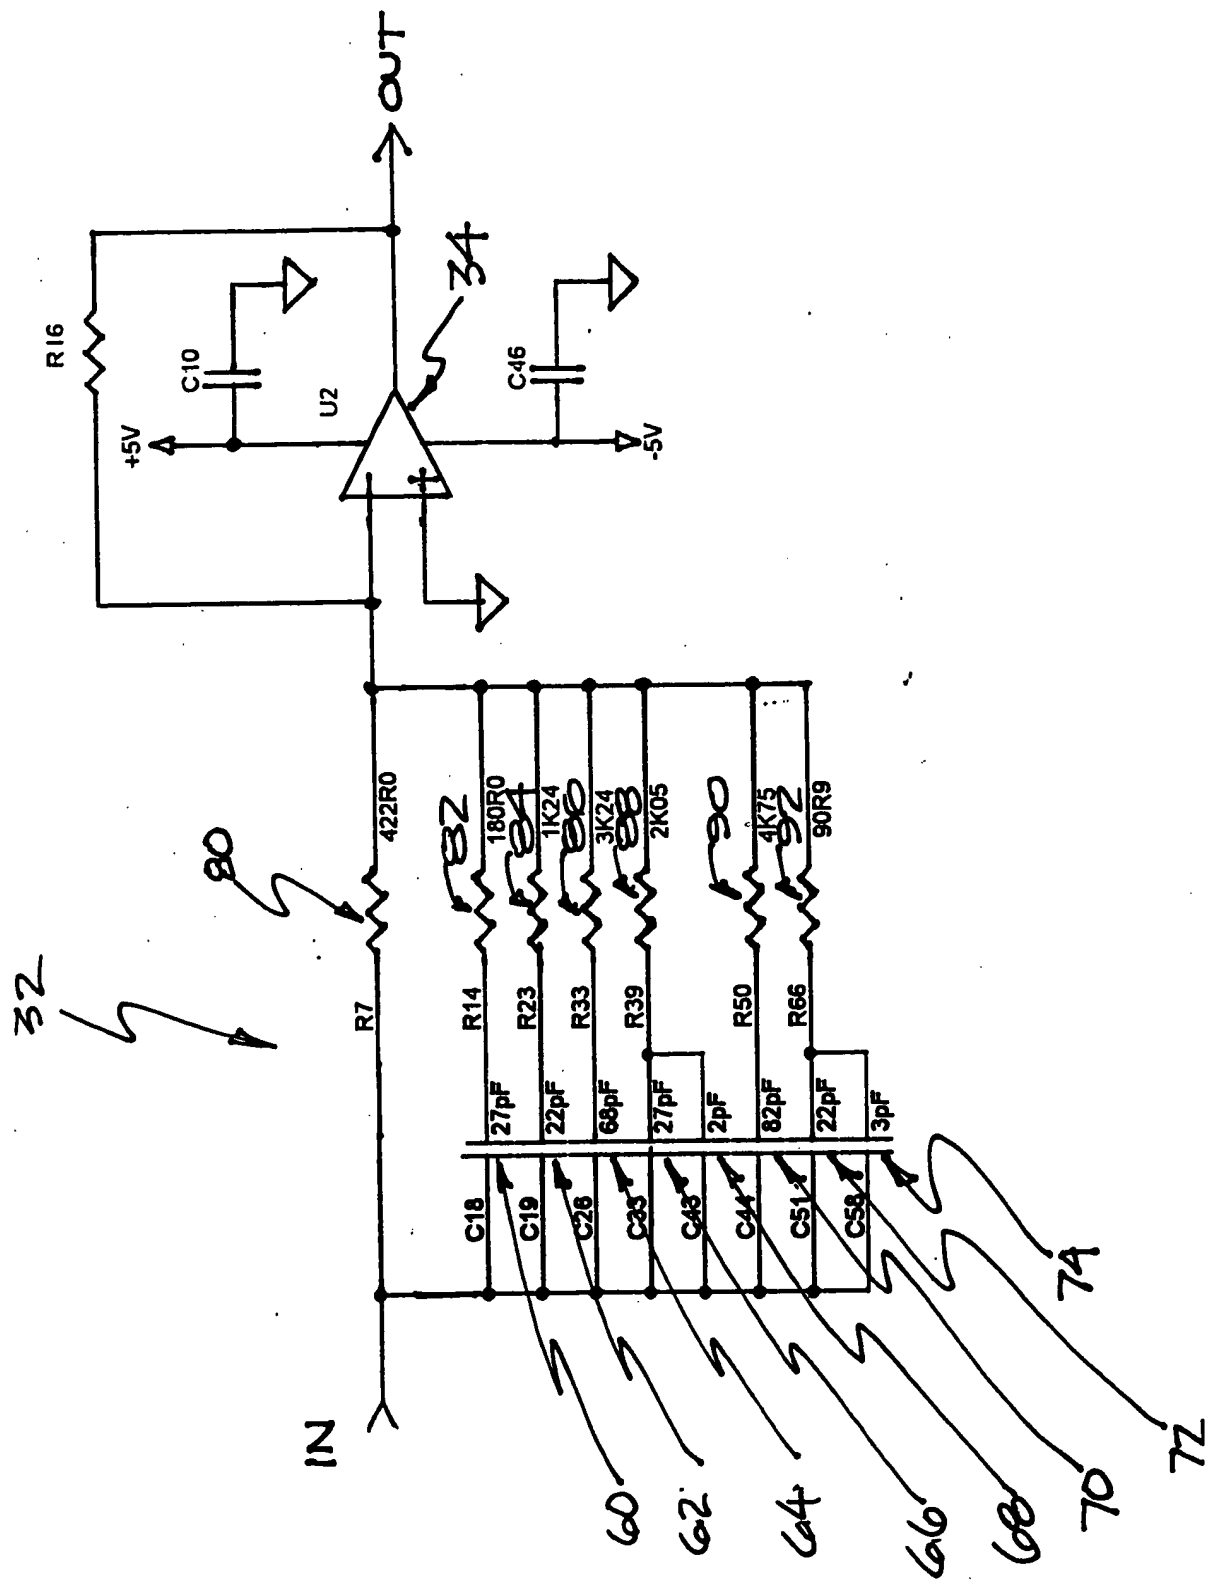 32
IN
OUT
R16
+5V
C10
U2
34
C46
-5V
80
R7
422R0
82
C18
27pF
R14
180R0
84
C19
22pF
R23
1K24
86
C26
68pF
R33
3K24
88
C33
27pF
R39
2K05
C43
2pF
90
C44
82pF
R50
4K75
92
C51
22pF
R66
90R9
C58
3pF
60
62
64
66
68
70
72
74